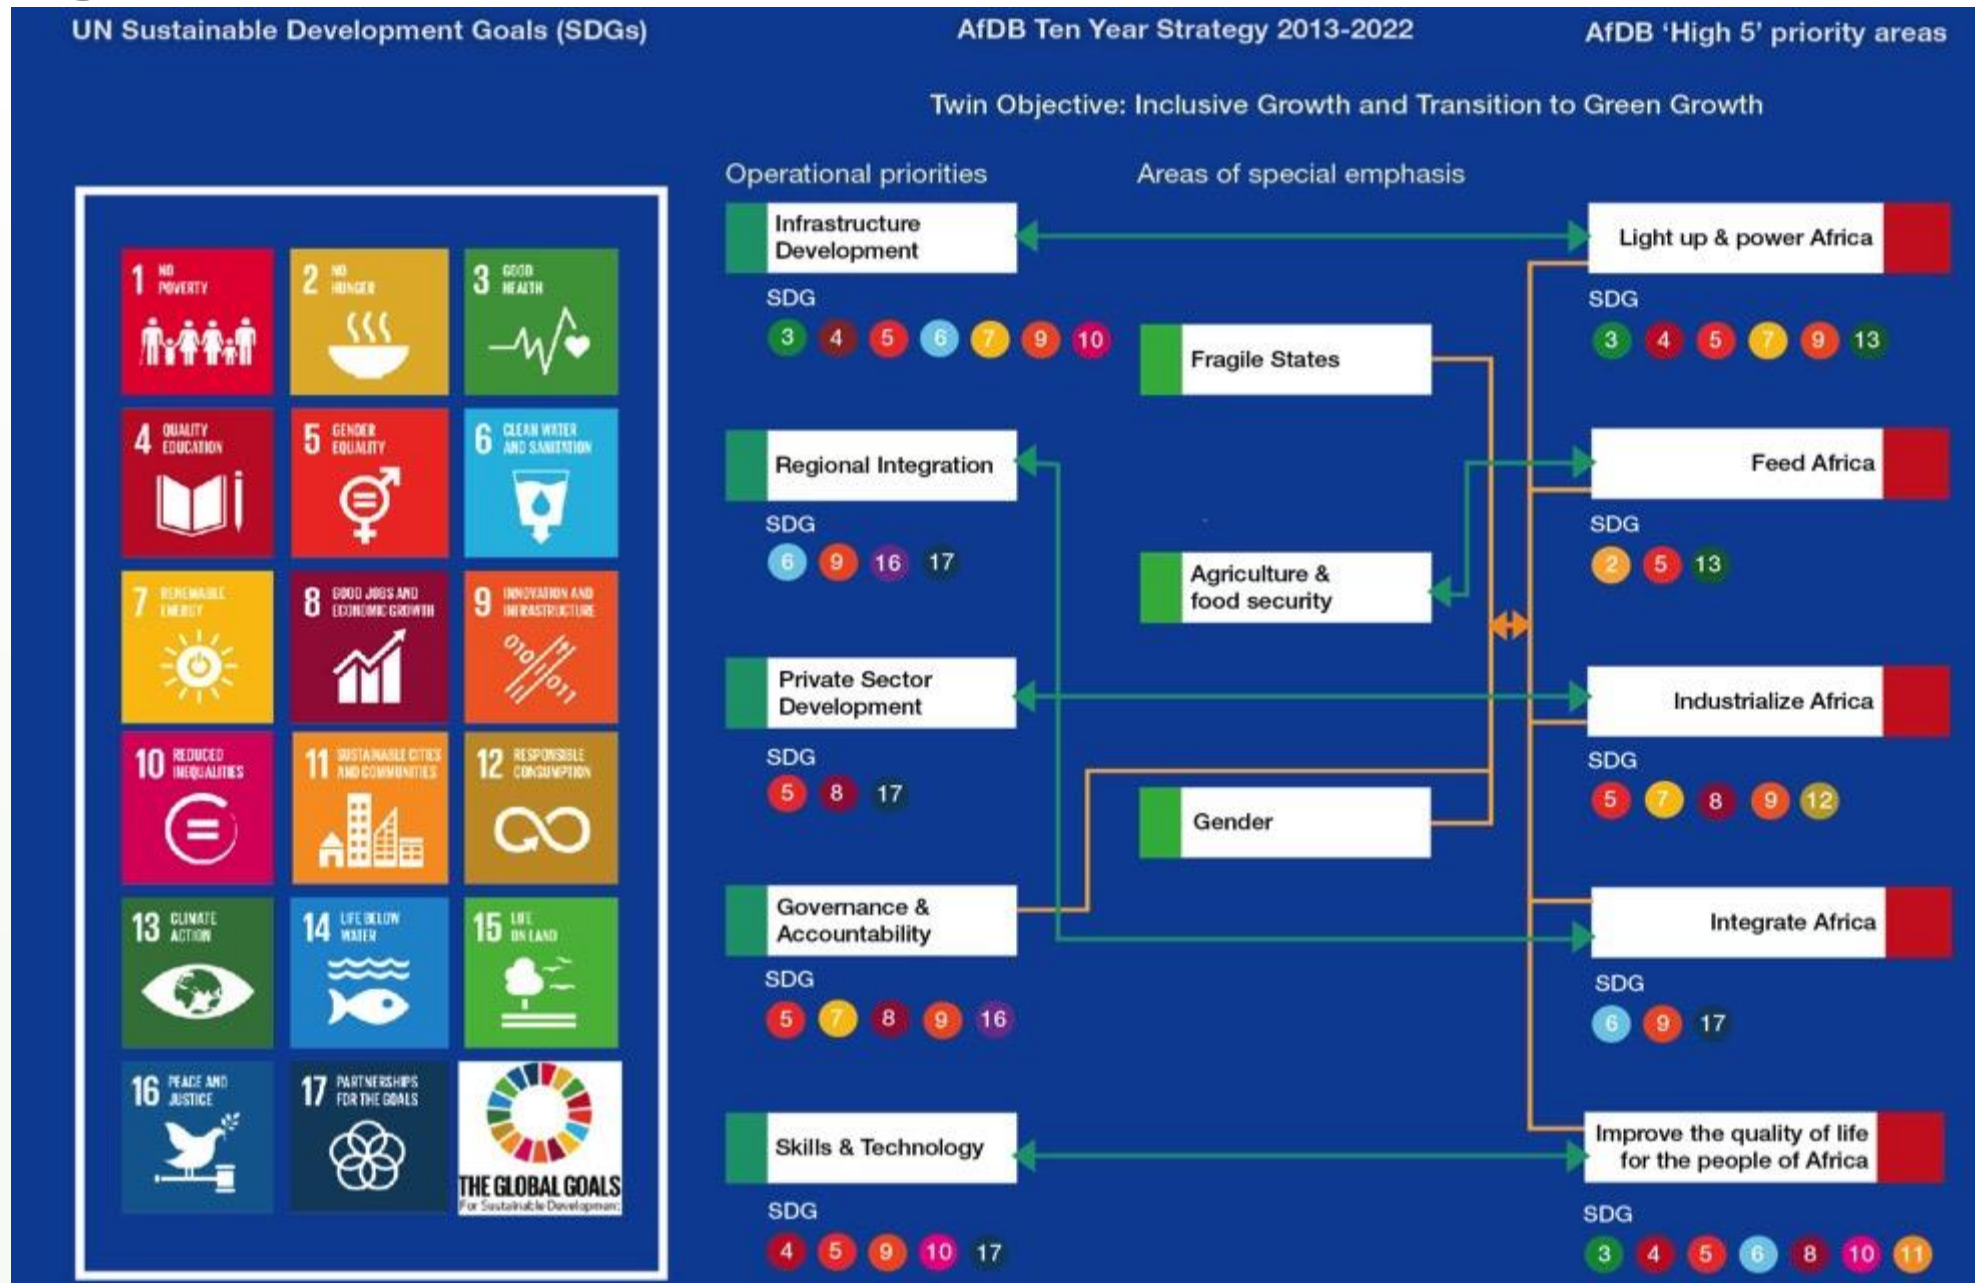 UN Sustainable Development Goals (SDGs)
AfDB Ten Year Strategy 2013-2022
AfDB ‘High 5’ priority areas
Twin Objective: Inclusive Growth and Transition to Green Growth
Operational priorities
Areas of special emphasis
1 NO
POVERTY
2 NO
HUNGER
3 GOOD
HEALTH
4 QUALITY
EDUCATION
5 GENDER
EQUALITY
6 CLEAN WATER
AND SANITATION
7 RENEWABLE
ENERGY
8 GOOD JOBS AND
ECONOMIC GROWTH
9 INNOVATION AND
INFRASTRUCTURE
010
011
10 REDUCED
INEQUALITIES
11 SUSTAINABLE CITIES
AND COMMUNITIES
12 RESPONSIBLE
CONSUMPTION
13 CLIMATE
ACTION
14 LIFE BELOW
WATER
15 LIFE
ON LAND
16 PEACE AND
JUSTICE
17 PARTNERSHIPS
FOR THE GOALS
THE GLOBAL GOALS
For Sustainable Development
Infrastructure
Development
SDG
3 4 5 6 7 9 10
Regional Integration
SDG
6 9 16 17
Private Sector
Development
SDG
5 8 17
Governance &
Accountability
SDG
5 7 8 9 16
Skills & Technology
SDG
4 5 9 10 17
Fragile States
Agriculture &
food security
Gender
Light up & power Africa
SDG
3 4 5 7 9 13
Feed Africa
SDG
2 5 13
Industrialize Africa
SDG
5 7 8 9 12
Integrate Africa
SDG
6 9 17
Improve the quality of life
for the people of Africa
SDG
3 4 5 6 8 10 11